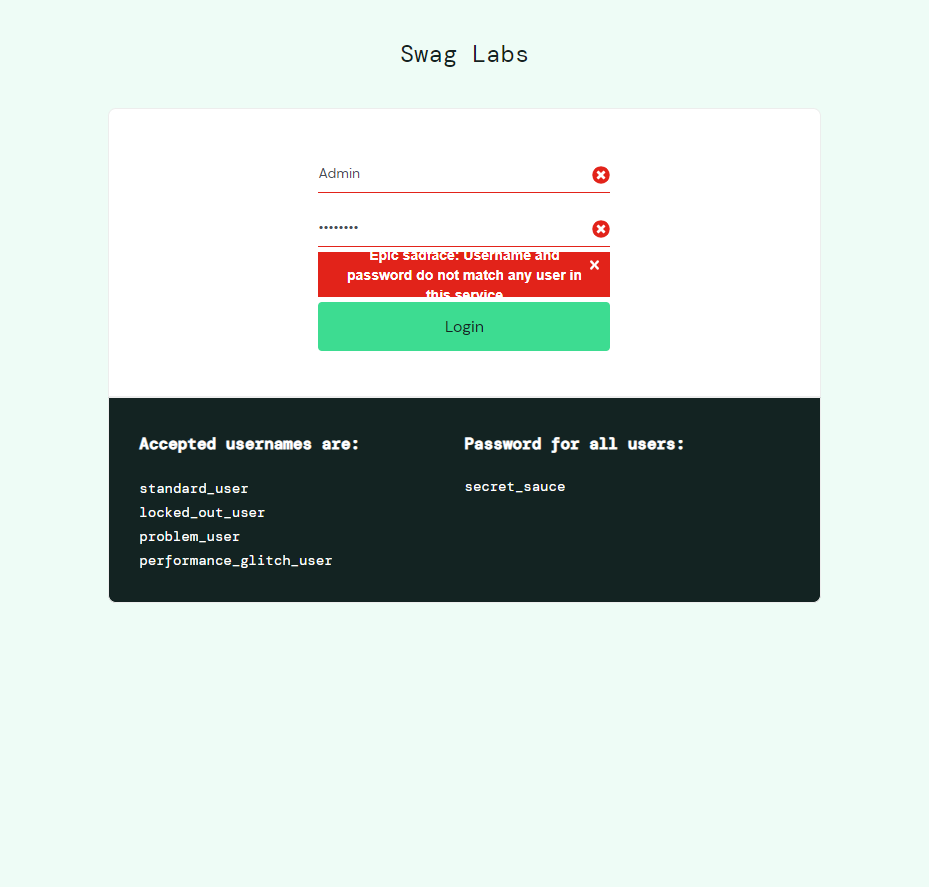 Swag Labs
Admin
••••••••
Epic sadface: Username and
password do not match any user in
this service
Login
Accepted usernames are:
Password for all users:
standard_user
secret_sauce
locked_out_user
problem_user
performance_glitch_user